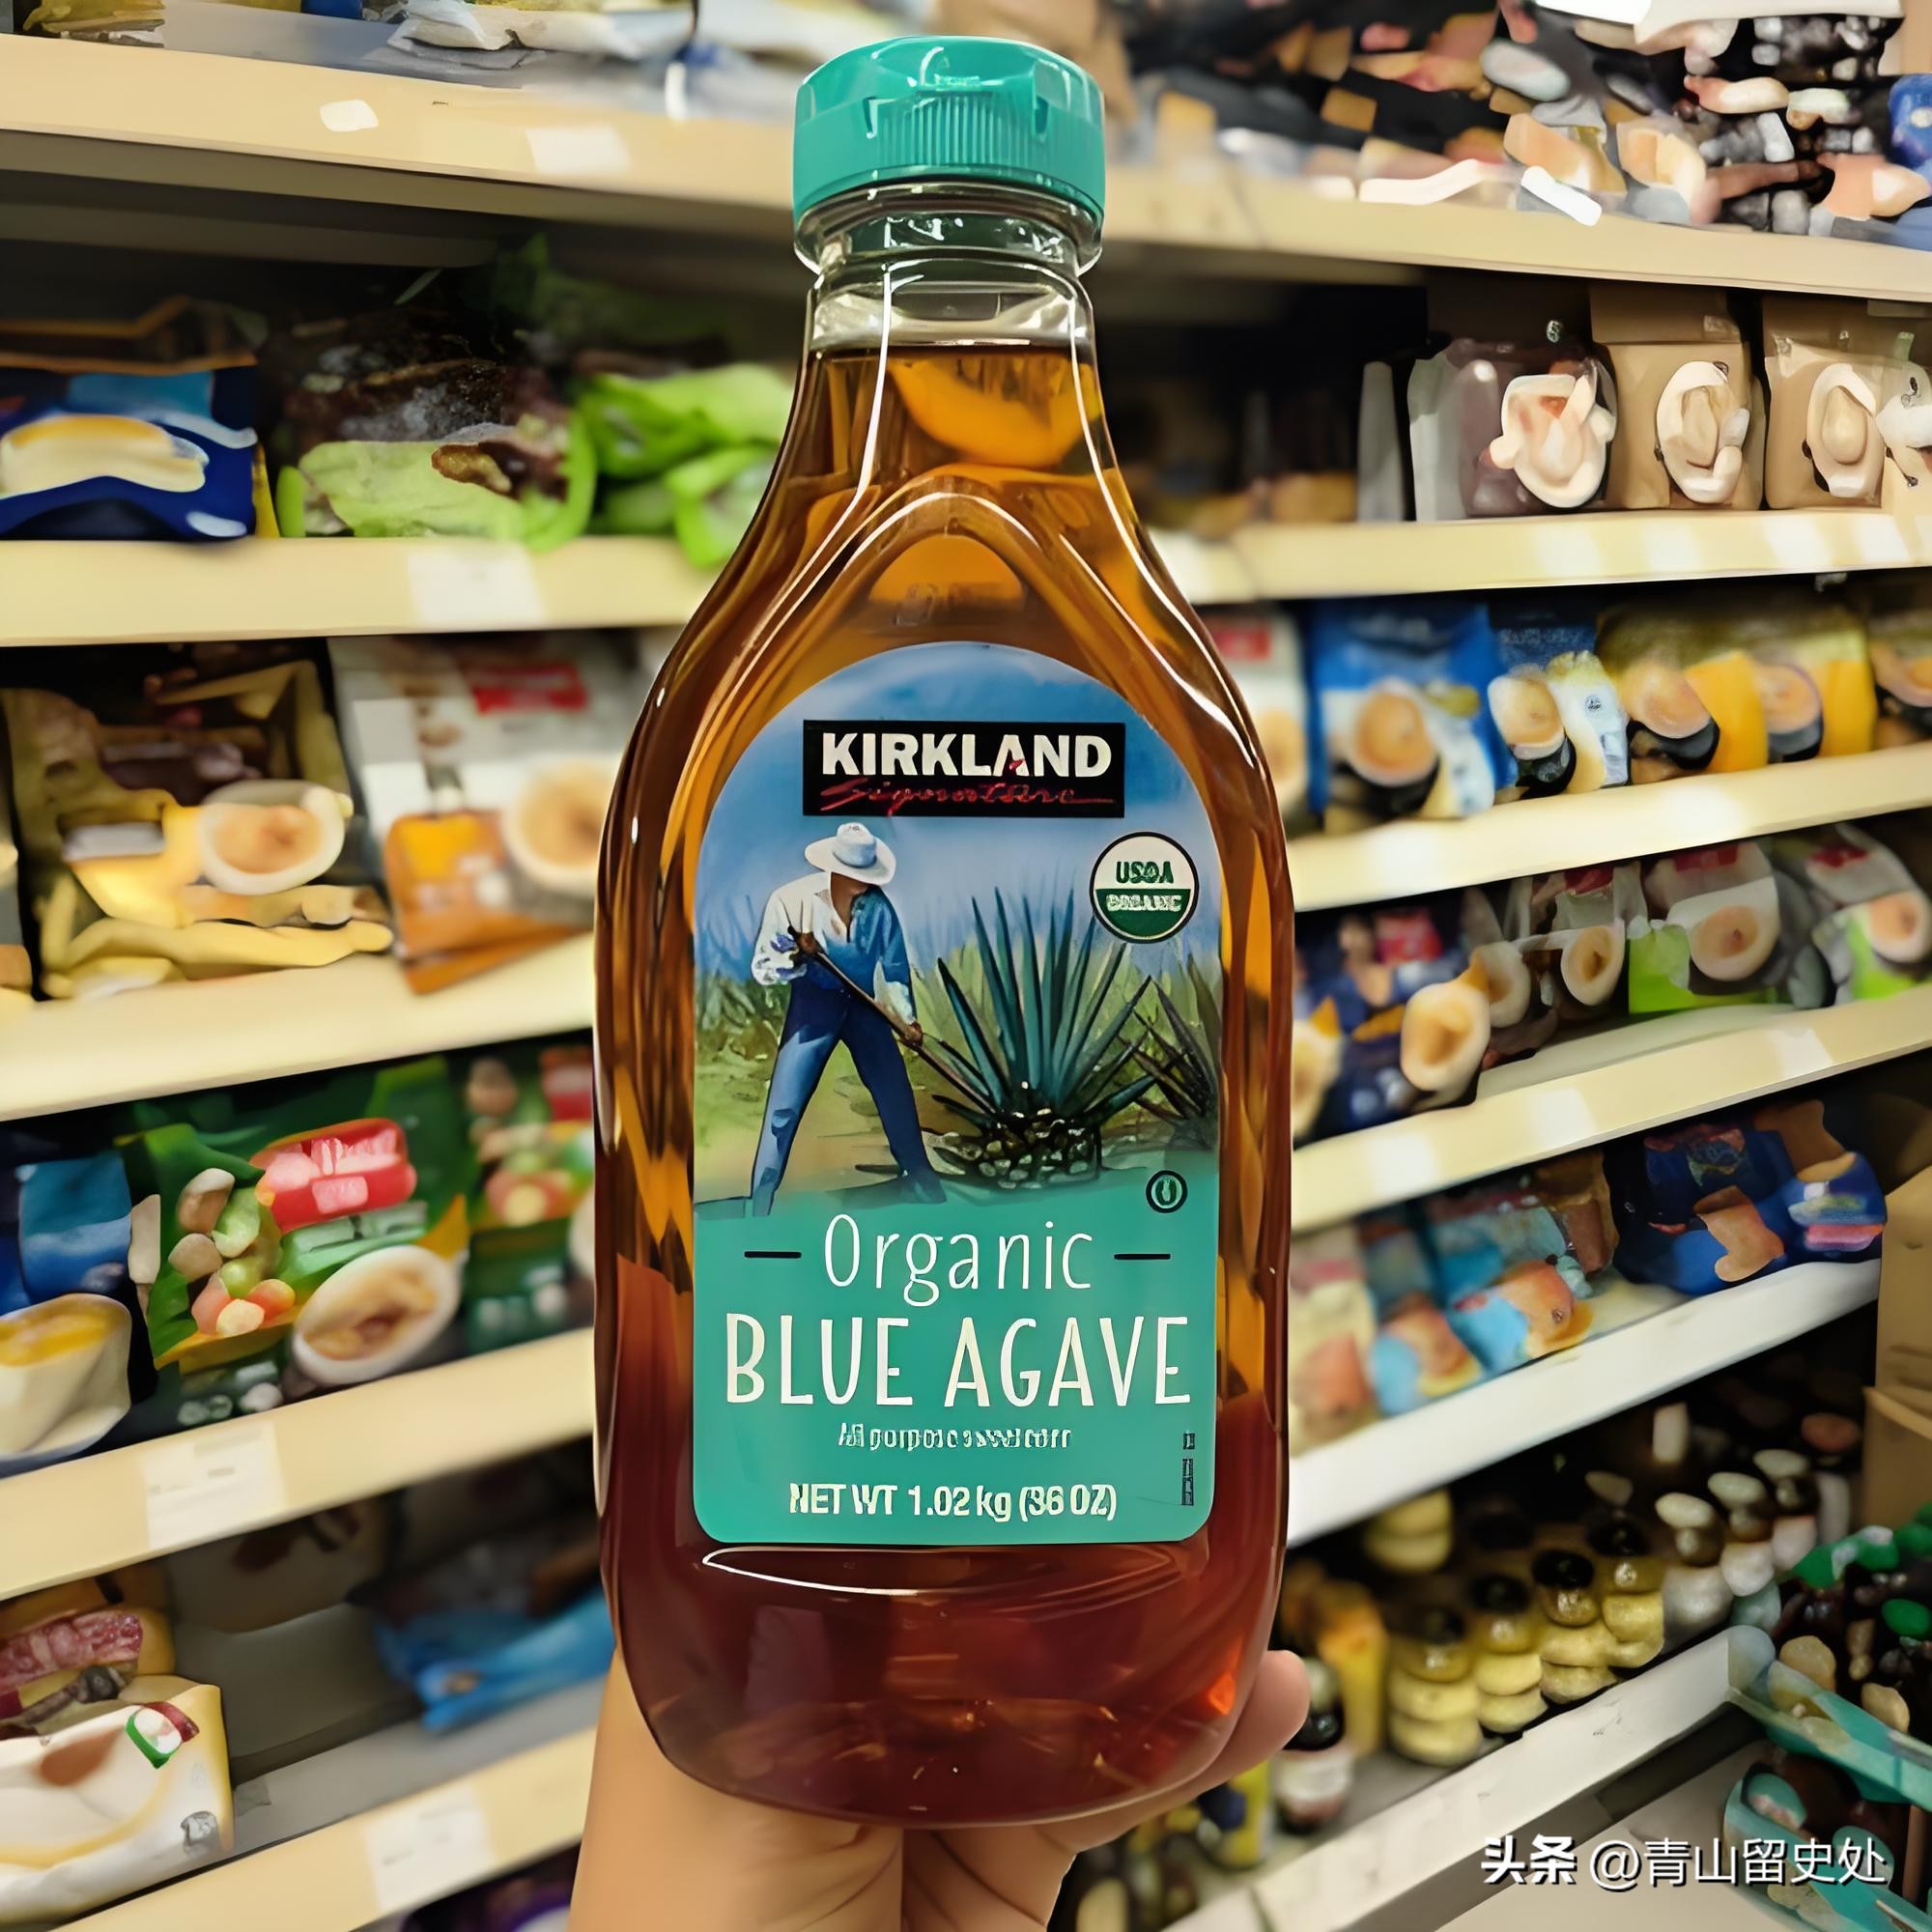 KIRKLAND
Signature
USDA
ORGANIC
Organic
BLUE AGAVE
NET WT 1.02 kg (36 OZ)
头条 @青山留史处